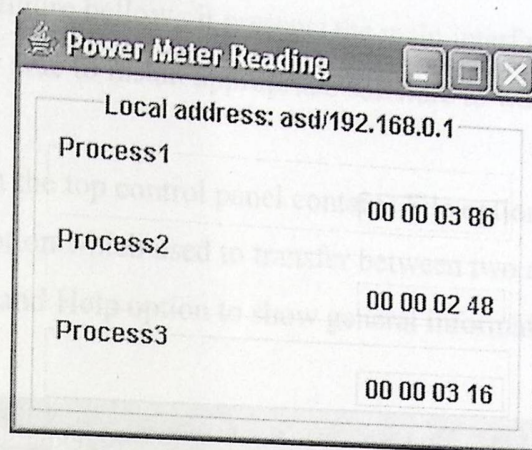 Power Meter Reading
Local address: asd/192.168.0.1
Process1
00 00 03 86
Process2
00 00 02 48
Process3
00 00 03 16